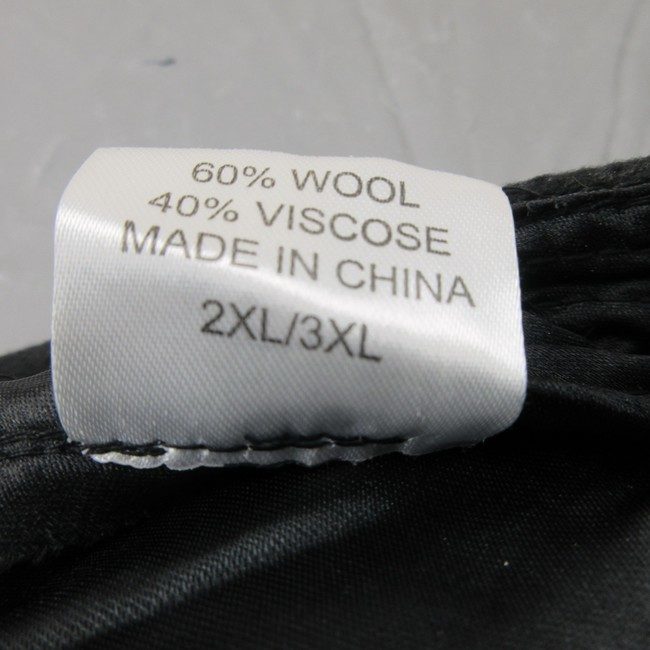 60% WOOL
40% VISCOSE
MADE IN CHINA
2XL/3XL